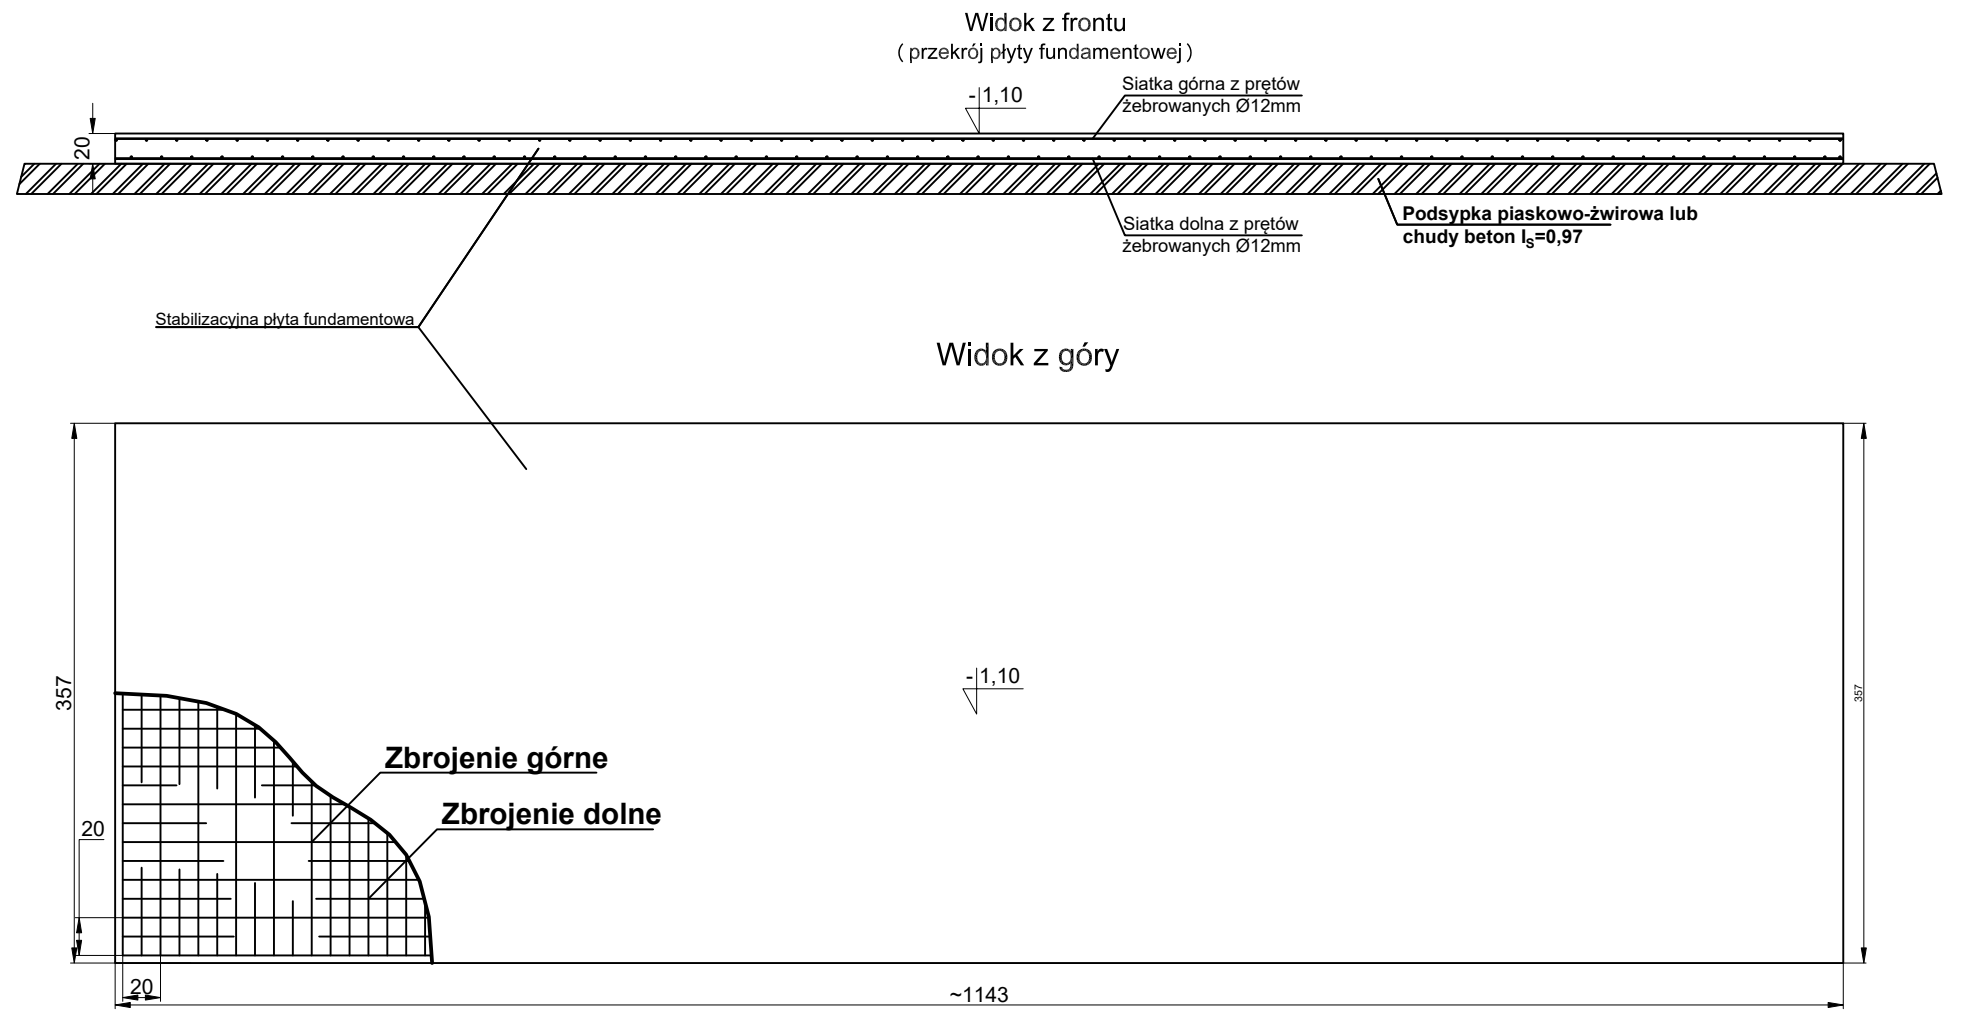 Widok z frontu
( przekrój płyty fundamentowej )
Siatka górna z prętów
żebrowanych Ø12mm
- 1,10
20
Siatka dolna z prętów
żebrowanych Ø12mm
Podsypka piaskowo-żwirowa lub
chudy beton IS=0,97
Stabilizacyjna płyta fundamentowa
Widok z góry
357
- 1,10
357
Zbrojenie górne
Zbrojenie dolne
20
20
~1143